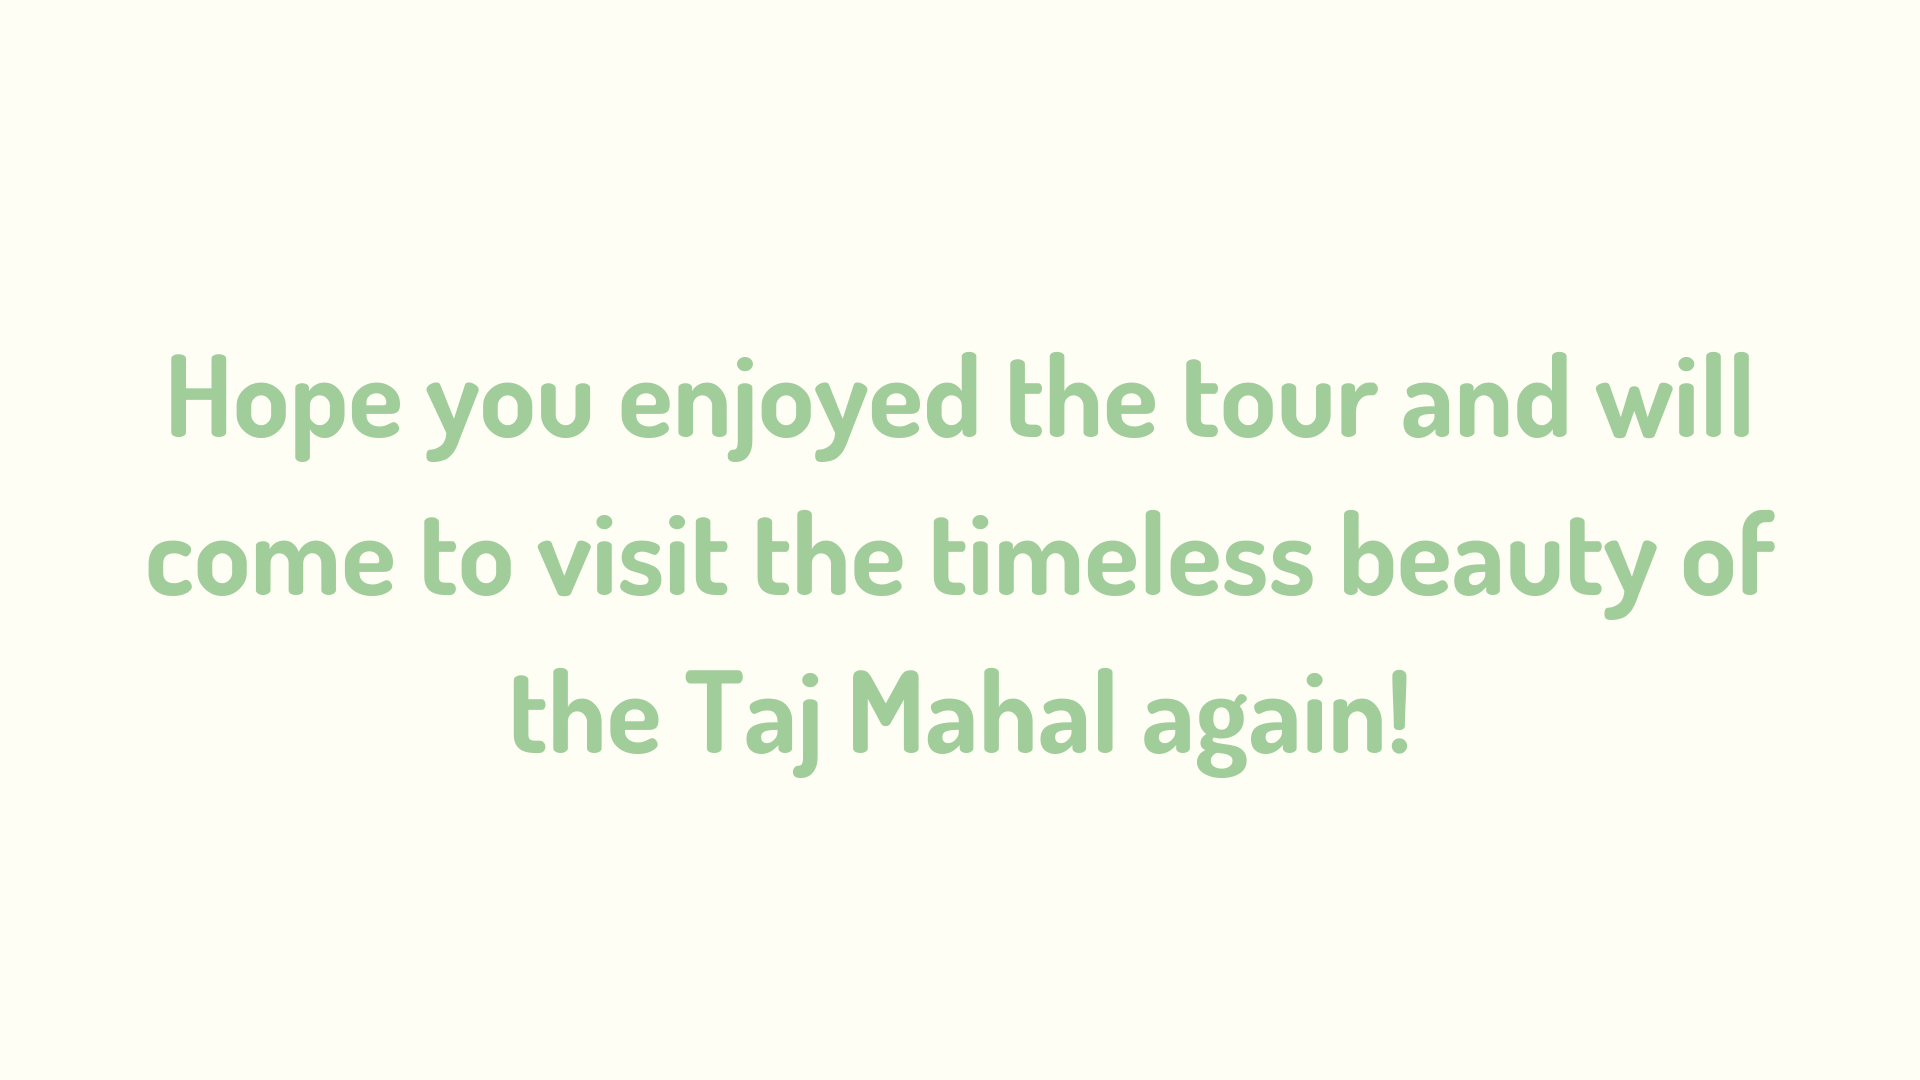 Hope you enjoyed the tour and will
come to visit the timeless beauty of
the Taj Mahal again!